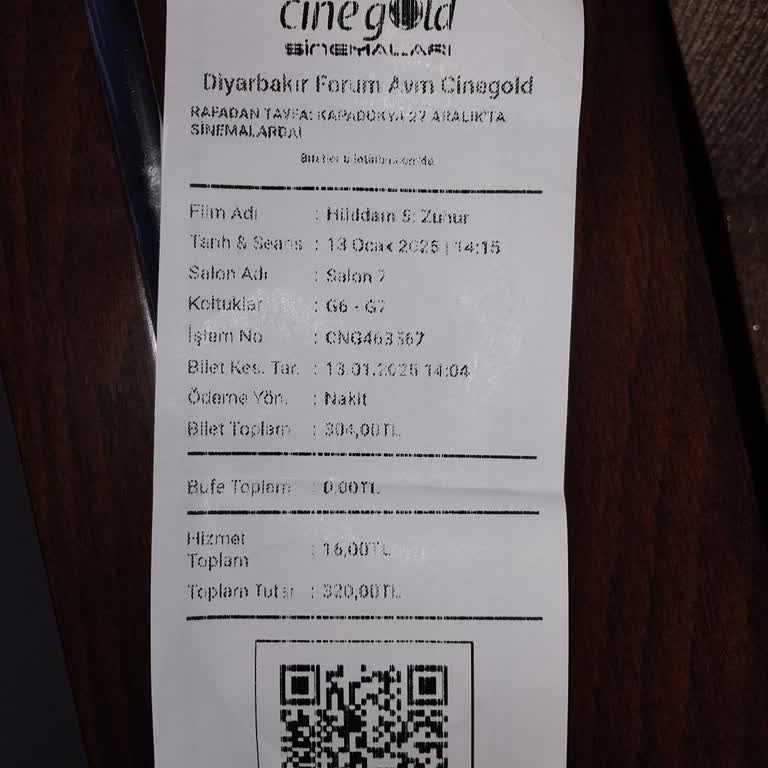 cinegold
SİNEMALARI
Diyarbakır Forum Avm Cinegold
RAFADAN TAYFA: KAPADOKYA 27 ARALIK'TA
SİNEMALARDA!
Film Adı : Hüddam 5: Zuhur
Tarih & Seans : 13 Ocak 2025 | 14:15
Salon Adı : Salon 7
Koltuklar : G6 - G7
İşlem No : CNG463367
Bilet Kes. Tar. : 13.01.2025 14:04
Ödeme Yön. : Nakit
Bilet Toplam : 304,00TL
Büfe Toplam : 0,00TL
Hizmet
Toplam : 16,00TL
Toplam Tutar : 320,00TL